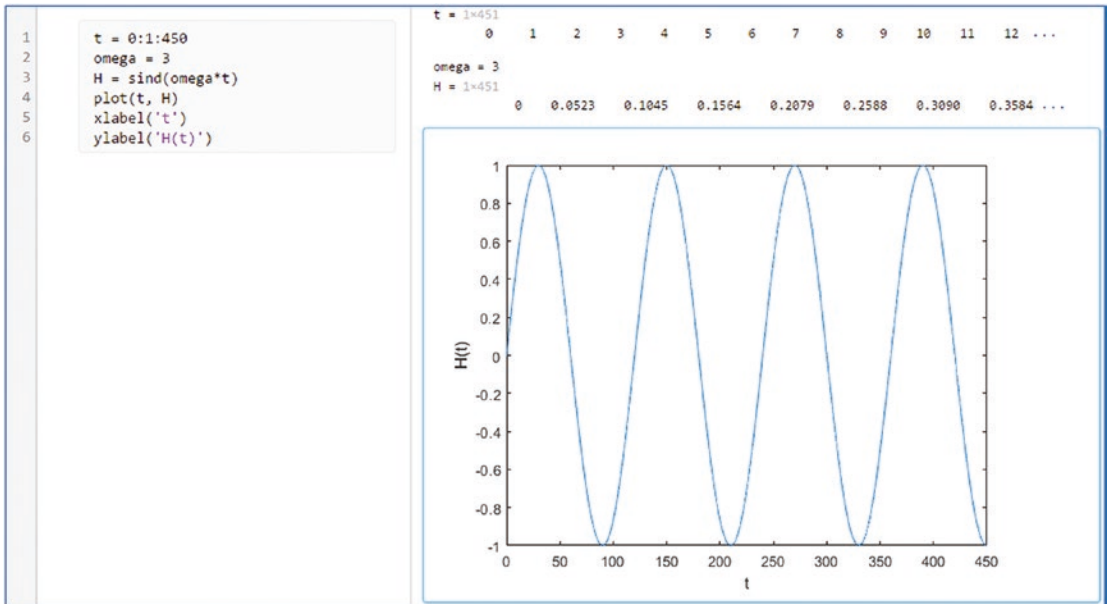 1 t = 0:1:450
2 omega = 3
3 H = sind(omega*t)
4 plot(t, H)
5 xlabel('t')
6 ylabel('H(t)')
t = 1×451
0 1 2 3 4 5 6 7 8 9 10 11 12 ...
omega = 3
H = 1×451
0 0.0523 0.1045 0.1564 0.2079 0.2588 0.3090 0.3584 ...
1
0.8
0.6
0.4
0.2
0
-0.2
-0.4
-0.6
-0.8
-1
H(t)
0 50 100 150 200 250 300 350 400 450
t